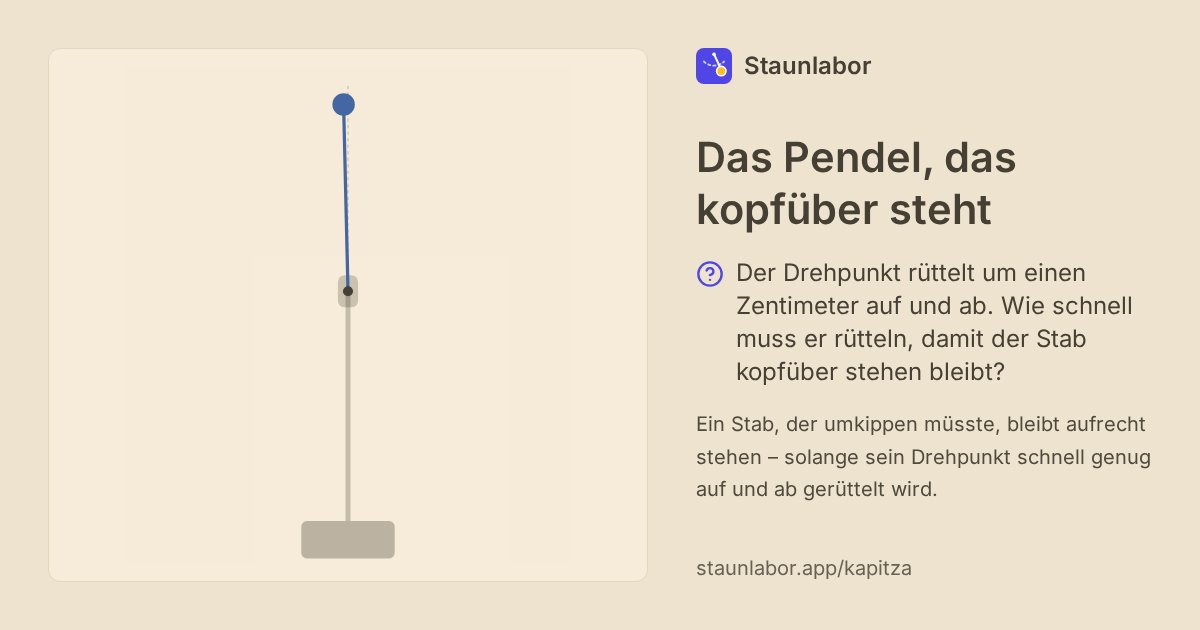 Staunlabor
Das Pendel, das
kopfüber steht
Der Drehpunkt rüttelt um einen
Zentimeter auf und ab. Wie schnell
muss er rütteln, damit der Stab
kopfüber stehen bleibt?
Ein Stab, der umkippen müsste, bleibt aufrecht
stehen – solange sein Drehpunkt schnell genug
auf und ab gerüttelt wird.
staunlabor.app/kapitza